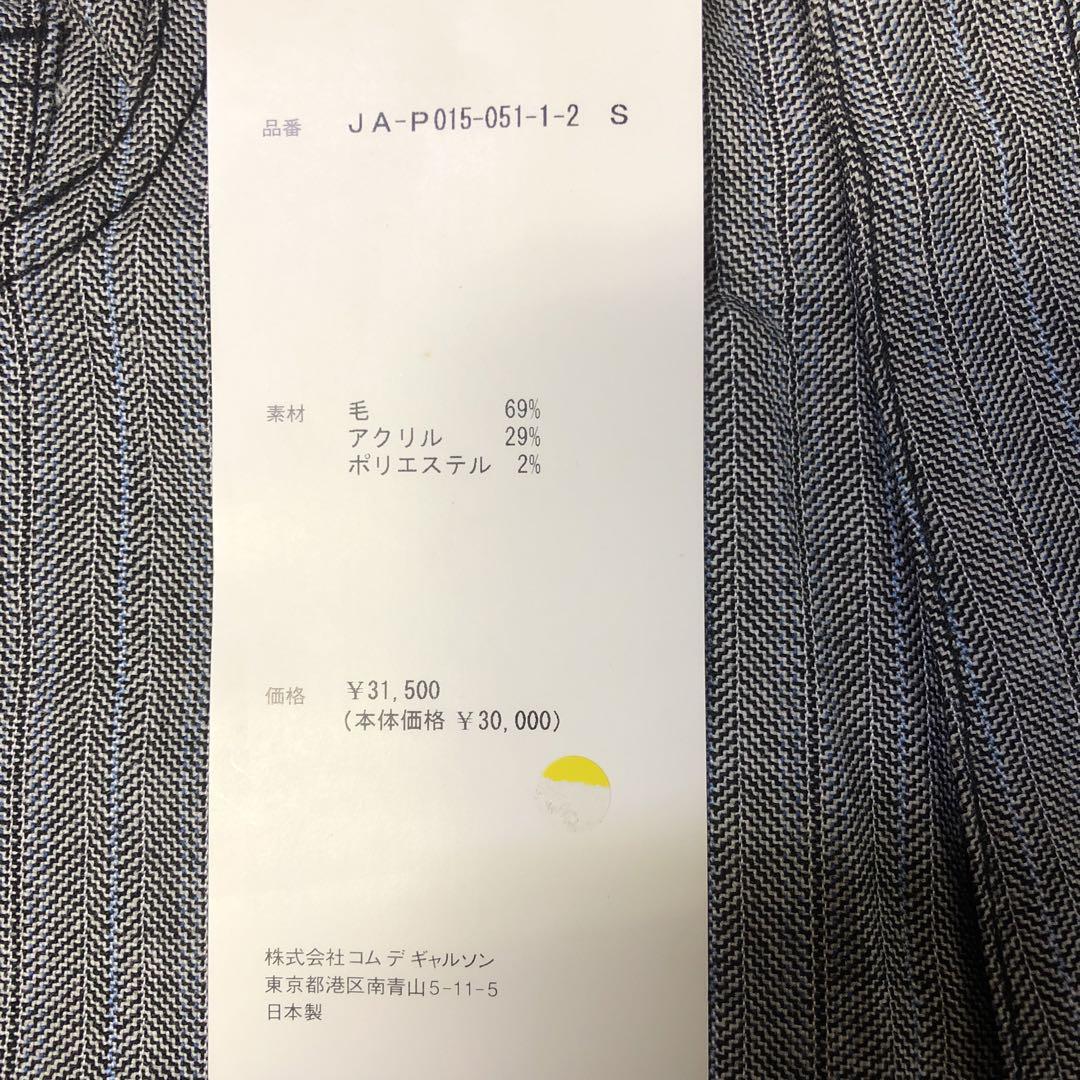 品番 JA-P015-051-1-2 S
素材 毛 69%
アクリル 29%
ポリエステル 2%
価格 ¥31,500
(本体価格 ¥30,000)
株式会社コム デ ギャルソン
東京都港区南青山5-11-5
日本製